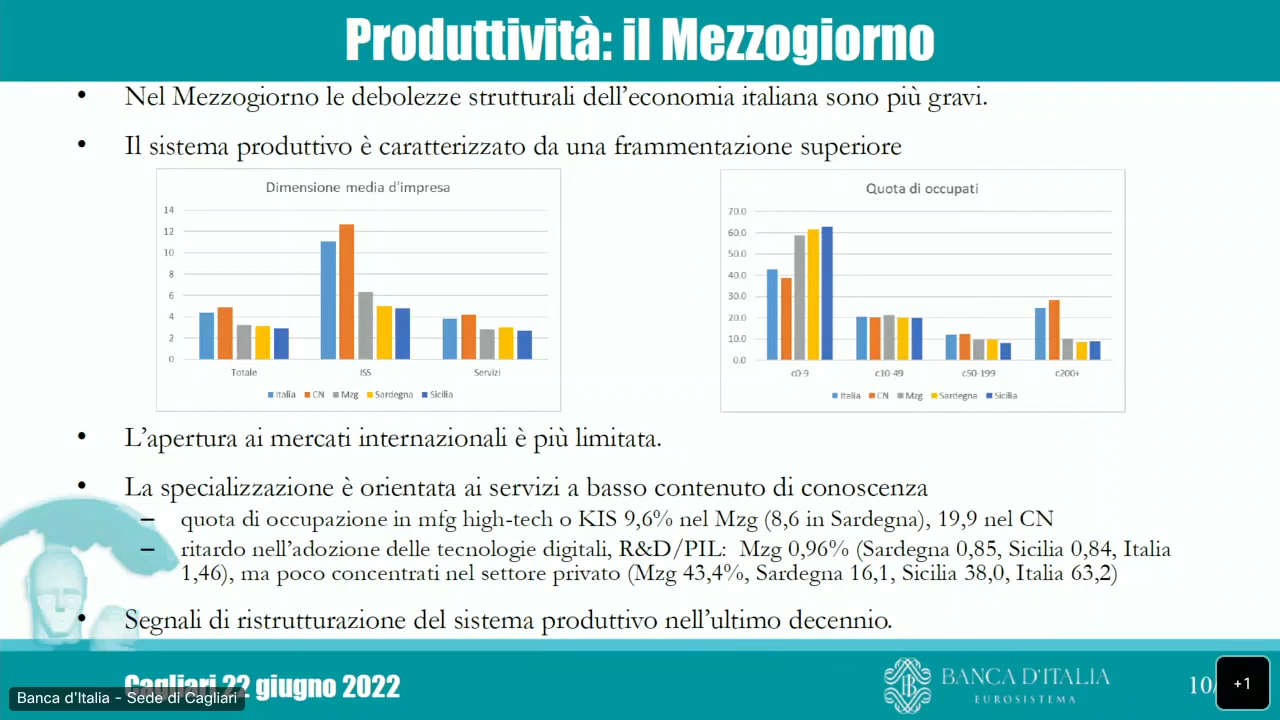 Produttività: il Mezzogiorno
• Nel Mezzogiorno le debolezze strutturali dell'economia italiana sono più gravi.
• Il sistema produttivo è caratterizzato da una frammentazione superiore
Dimensione media d'impresa
14
12
10
8
6
4
2
0
Totale ISS Servizi
Italia CN Mzg Sardegna Sicilia
Quota di occupati
70.0
60.0
50.0
40.0
30.0
20.0
10.0
0.0
c0-9 c10-49 c50-199 c200+
Italia CN Mzg Sardegna Sicilia
• L'apertura ai mercati internazionali è più limitata.
• La specializzazione è orientata ai servizi a basso contenuto di conoscenza
– quota di occupazione in mfg high-tech o KIS 9,6% nel Mzg (8,6 in Sardegna), 19,9 nel CN
– ritardo nell'adozione delle tecnologie digitali, R&D/PIL: Mzg 0,96% (Sardegna 0,85, Sicilia 0,84, Italia
1,46), ma poco concentrati nel settore privato (Mzg 43,4%, Sardegna 16,1, Sicilia 38,0, Italia 63,2)
• Segnali di ristrutturazione del sistema produttivo nell'ultimo decennio.
Cagliari 22 giugno 2022
Banca d'Italia - Sede di Cagliari
BANCA D'ITALIA
EUROSISTEMA
10/
+1